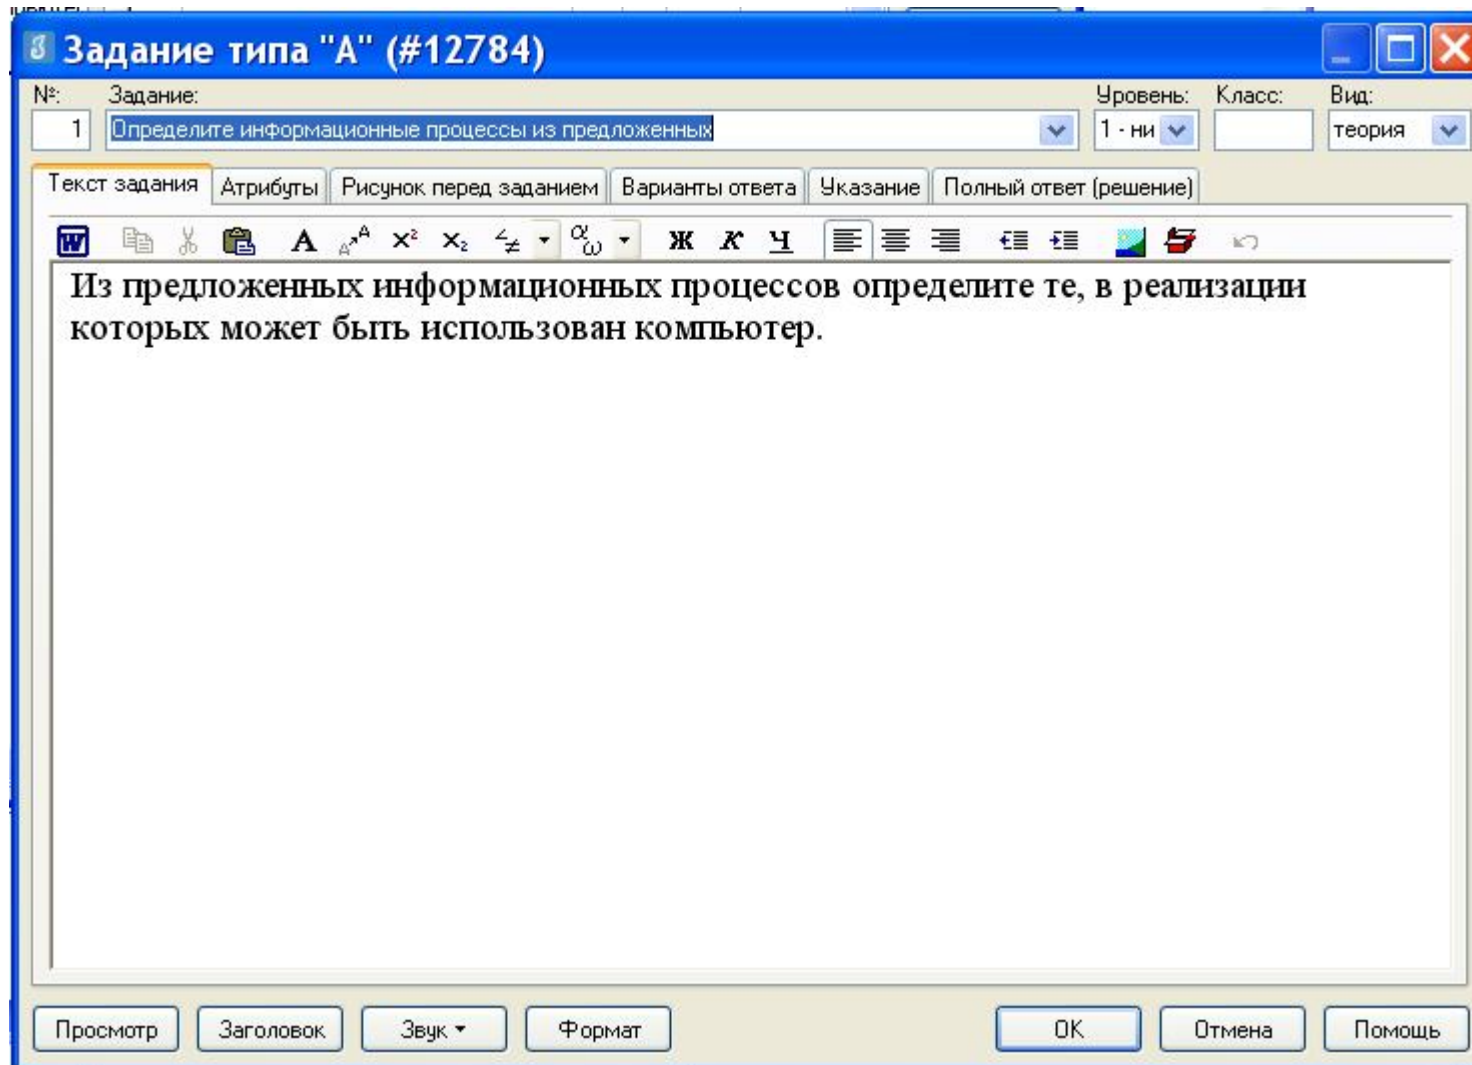 Задание типа "А" (#12784)
№: Задание: Уровень: Класс: Вид:
1 Определите информационные процессы из предложенных 1 - ни теория
Текст задания Атрибуты Рисунок перед заданием Варианты ответа Указание Полный ответ (решение)
Ж К Ч
Из предложенных информационных процессов определите те, в реализации
которых может быть использован компьютер.
Просмотр Заголовок Звук Формат ОК Отмена Помощь